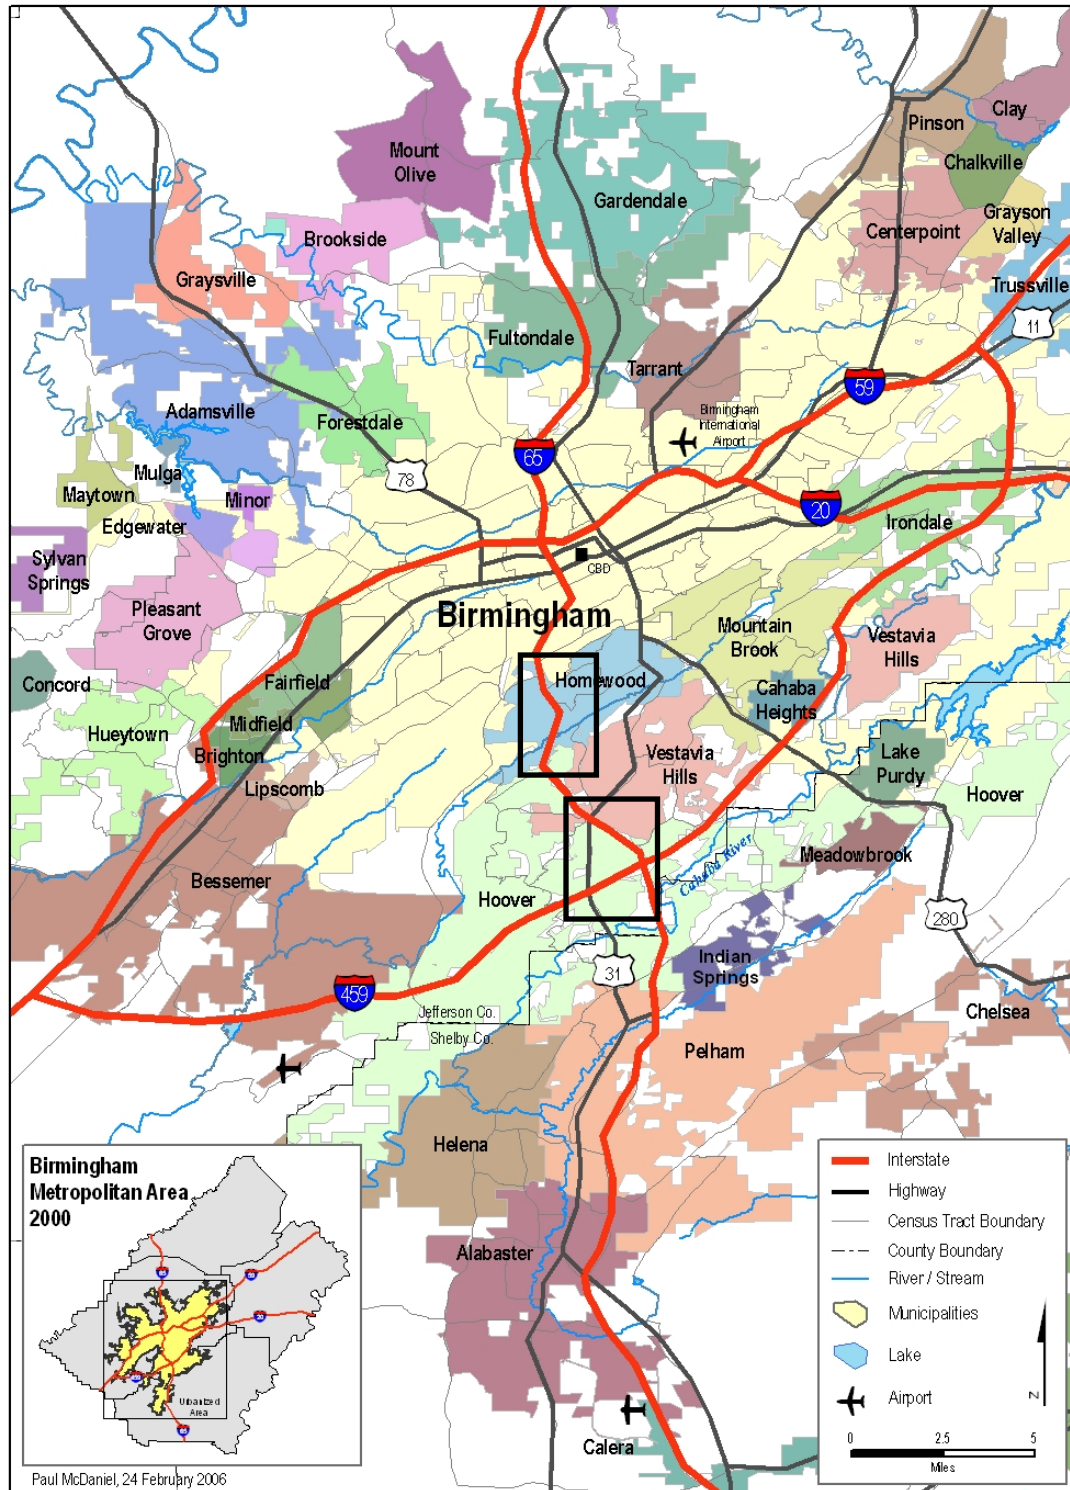 Clay
Pinson
Chalkville
Mount
Olive
Gardendale
Grayson
Valley
Centerpoint
Brookside
Graysville
Trussville
11
Fultondale
Tarrant
59
Adamsville
Forestdale
Birmingham
International
Airport
65
78
Mulga
Maytown
Minor
20
Edgewater
Irondale
Sylvan
Springs
CBD
Pleasant
Grove
Birmingham
Mountain
Brook
Vestavia
Hills
Concord
Fairfield
Homewood
Cahaba
Heights
Hueytown
Midfield
Brighton
Vestavia
Hills
Lake
Purdy
Lipscomb
Hoover
Meadowbrook
Cahaba River
Bessemer
Hoover
280
Indian
Springs
31
459
Jefferson Co.
Shelby Co.
Chelsea
Pelham
Helena
Alabaster
Calera
Birmingham
Metropolitan Area
2000
65
59
20
459
65
Urbanized
Area
Paul McDaniel, 24 February 2006
Interstate
Highway
Census Tract Boundary
County Boundary
River / Stream
Municipalities
Lake
Airport
N
0 2.5 5
Miles